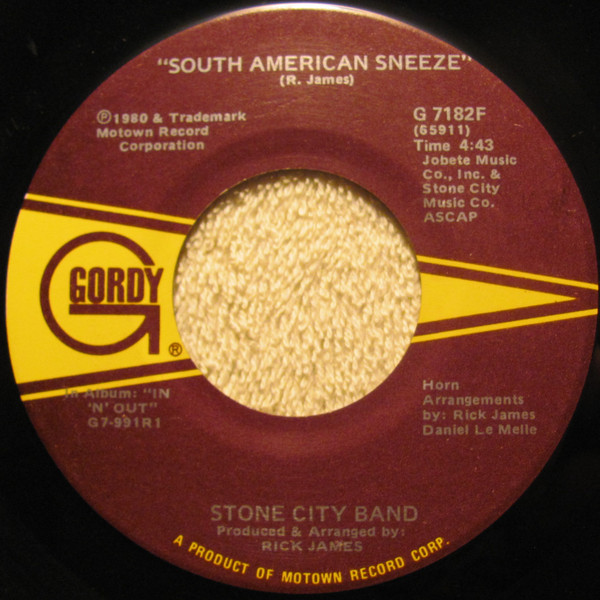 "SOUTH AMERICAN SNEEZE"
(R. James)
℗1980 & Trademark
Motown Record
Corporation
G 7182F
(65911)
Time 4:43
Jobete Music
Co., Inc. &
Stone City
Music Co.
ASCAP
GORDY
®
In Album: "IN
'N' OUT"
G7-991R1
Horn
Arrangements
by: Rick James
Daniel Le Melle
STONE CITY BAND
Produced & Arranged by:
RICK JAMES
A PRODUCT OF MOTOWN RECORD CORP.